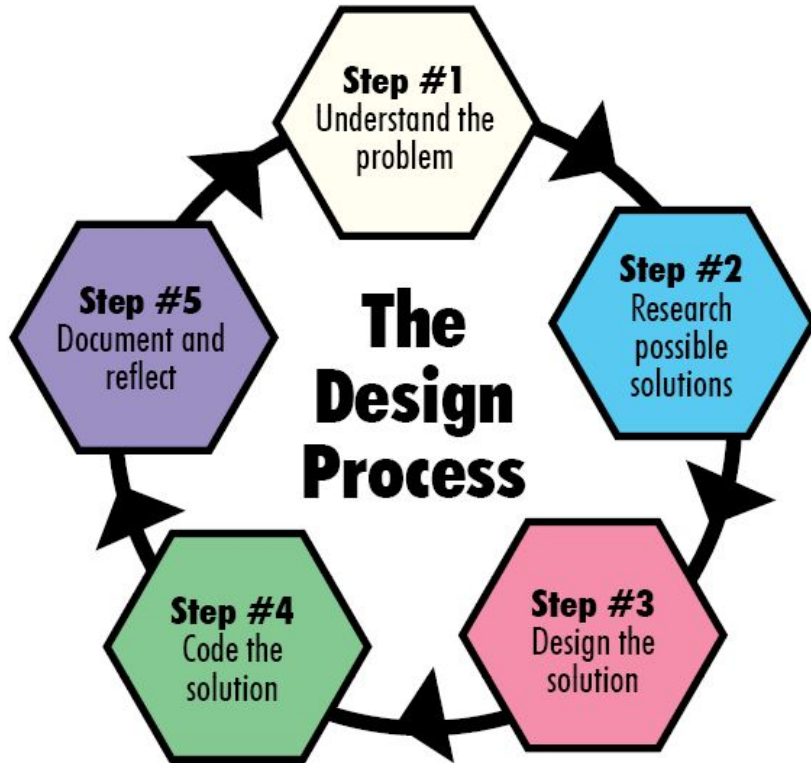 Step #1
Understand the
problem
Step #2
Research
possible
solutions
Step #3
Design the
solution
Step #4
Code the
solution
Step #5
Document and
reflect
The
Design
Process